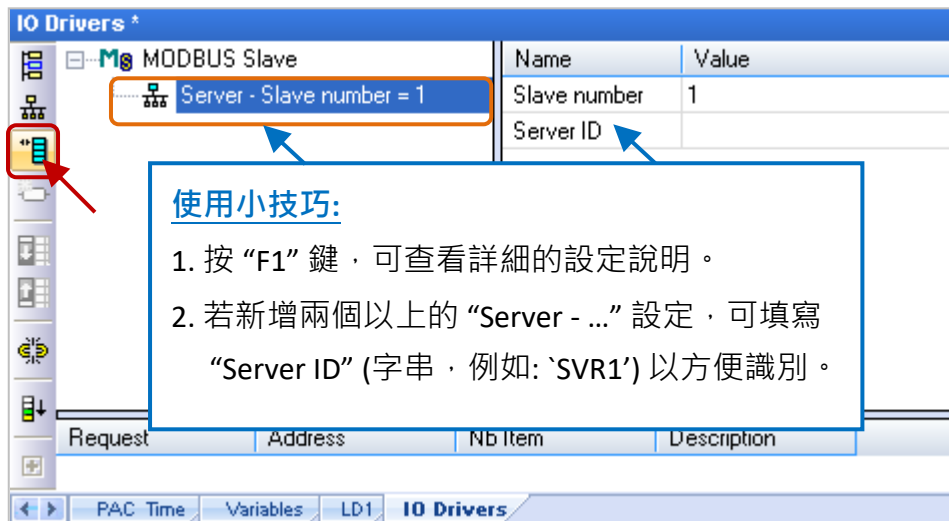 IO Drivers *
MODBUS Slave
Server - Slave number = 1
Name Value
Slave number 1
Server ID
使用小技巧:
1. 按 “F1” 鍵，可查看詳細的設定說明。
2. 若新增兩個以上的 “Server - …” 設定，可填寫
“Server ID” (字串，例如: `SVR1’) 以方便識別。
Request Address Nb Item Description
PAC Time Variables LD1 IO Drivers